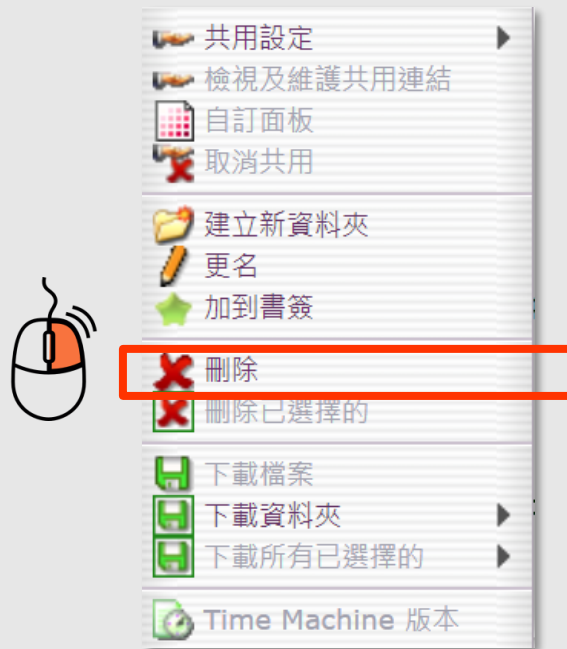 共用設定
檢視及維護共用連結
自訂面板
取消共用
建立新資料夾
更名
加到書簽
刪除
刪除已選擇的
下載檔案
下載資料夾
下載所有已選擇的
Time Machine 版本